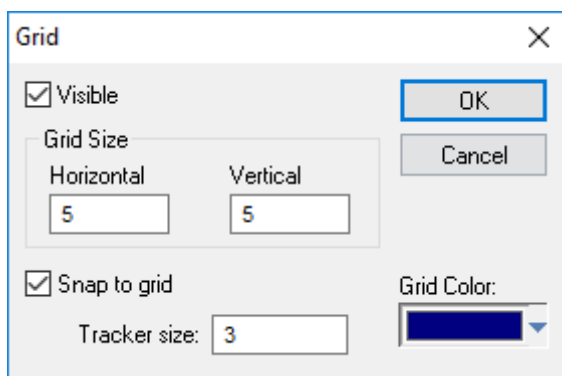 Grid
Visible
OK
Grid Size
Cancel
Horizontal Vertical
5 5
Snap to grid
Grid Color:
Tracker size: 3